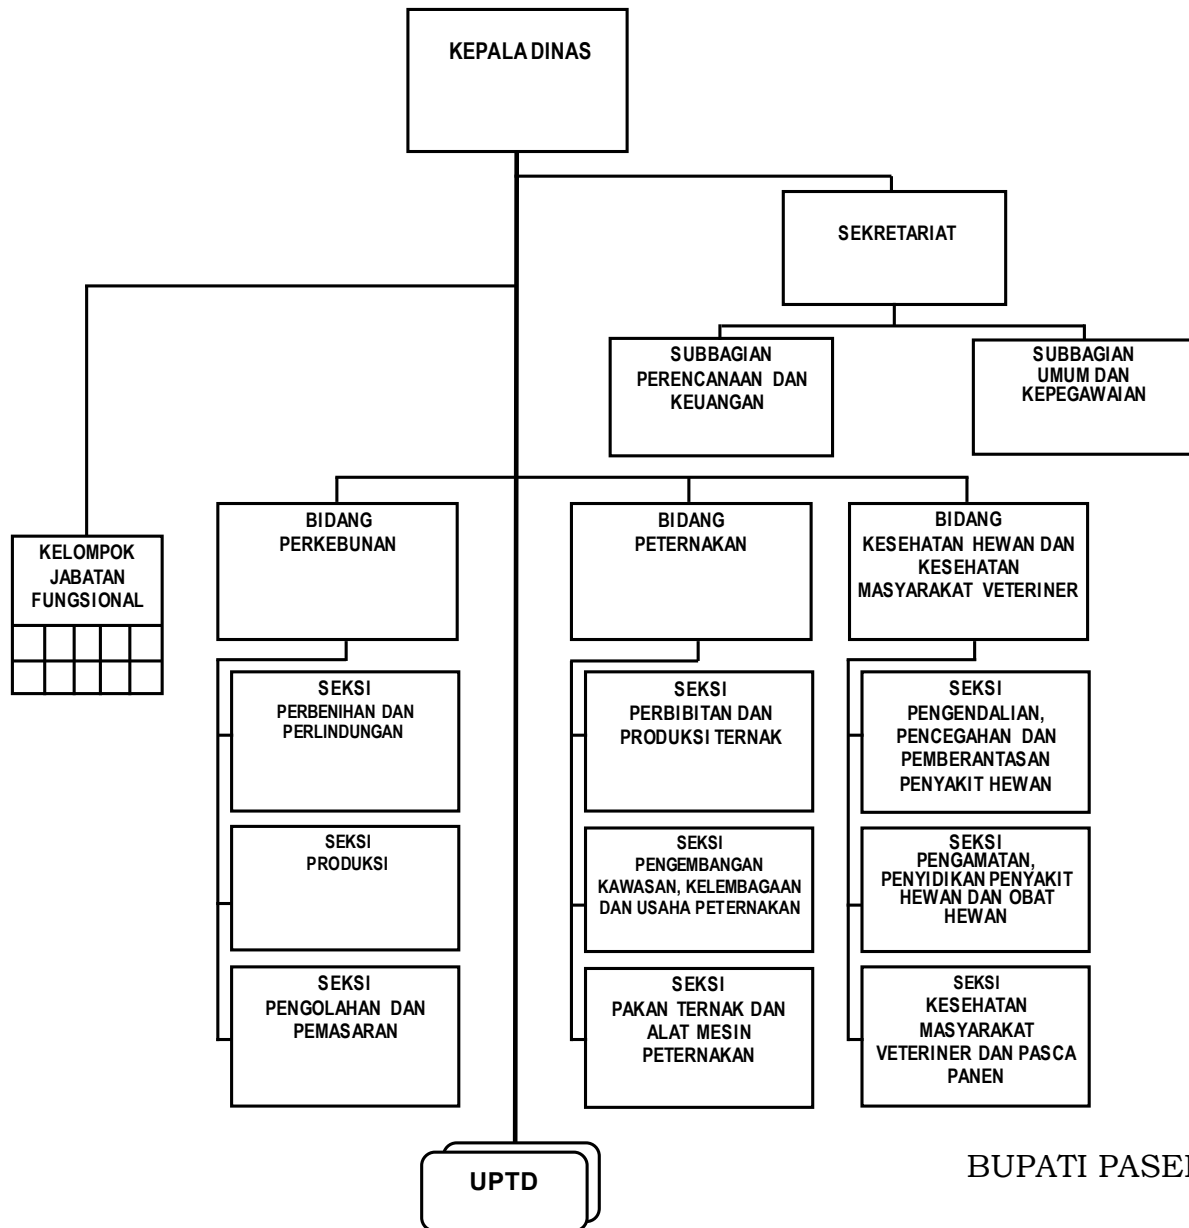 KEPALA DINAS
SEKRETARIAT
SUBBAGIAN
PERENCANAAN DAN
KEUANGAN
SUBBAGIAN
UMUM DAN
KEPEGAWAIAN
KELOMPOK
JABATAN
FUNGSIONAL
BIDANG
PERKEBUNAN
SEKSI
PERBENIHAN DAN
PERLINDUNGAN
SEKSI
PRODUKSI
SEKSI
PENGOLAHAN DAN
PEMASARAN
BIDANG
PETERNAKAN
SEKSI
PERBIBITAN DAN
PRODUKSI TERNAK
SEKSI
PENGEMBANGAN
KAWASAN, KELEMBAGAAN
DAN USAHA PETERNAKAN
SEKSI
PAKAN TERNAK DAN
ALAT MESIN
PETERNAKAN
BIDANG
KESEHATAN HEWAN DAN
KESEHATAN
MASYARAKAT VETERINER
SEKSI
PENGENDALIAN,
PENCEGAHAN DAN
PEMBERANTASAN
PENYAKIT HEWAN
SEKSI
PENGAMATAN,
PENYIDIKAN PENYAKIT
HEWAN DAN OBAT
HEWAN
SEKSI
KESEHATAN
MASYARAKAT
VETERINER DAN PASCA
PANEN
UPTD
BUPATI